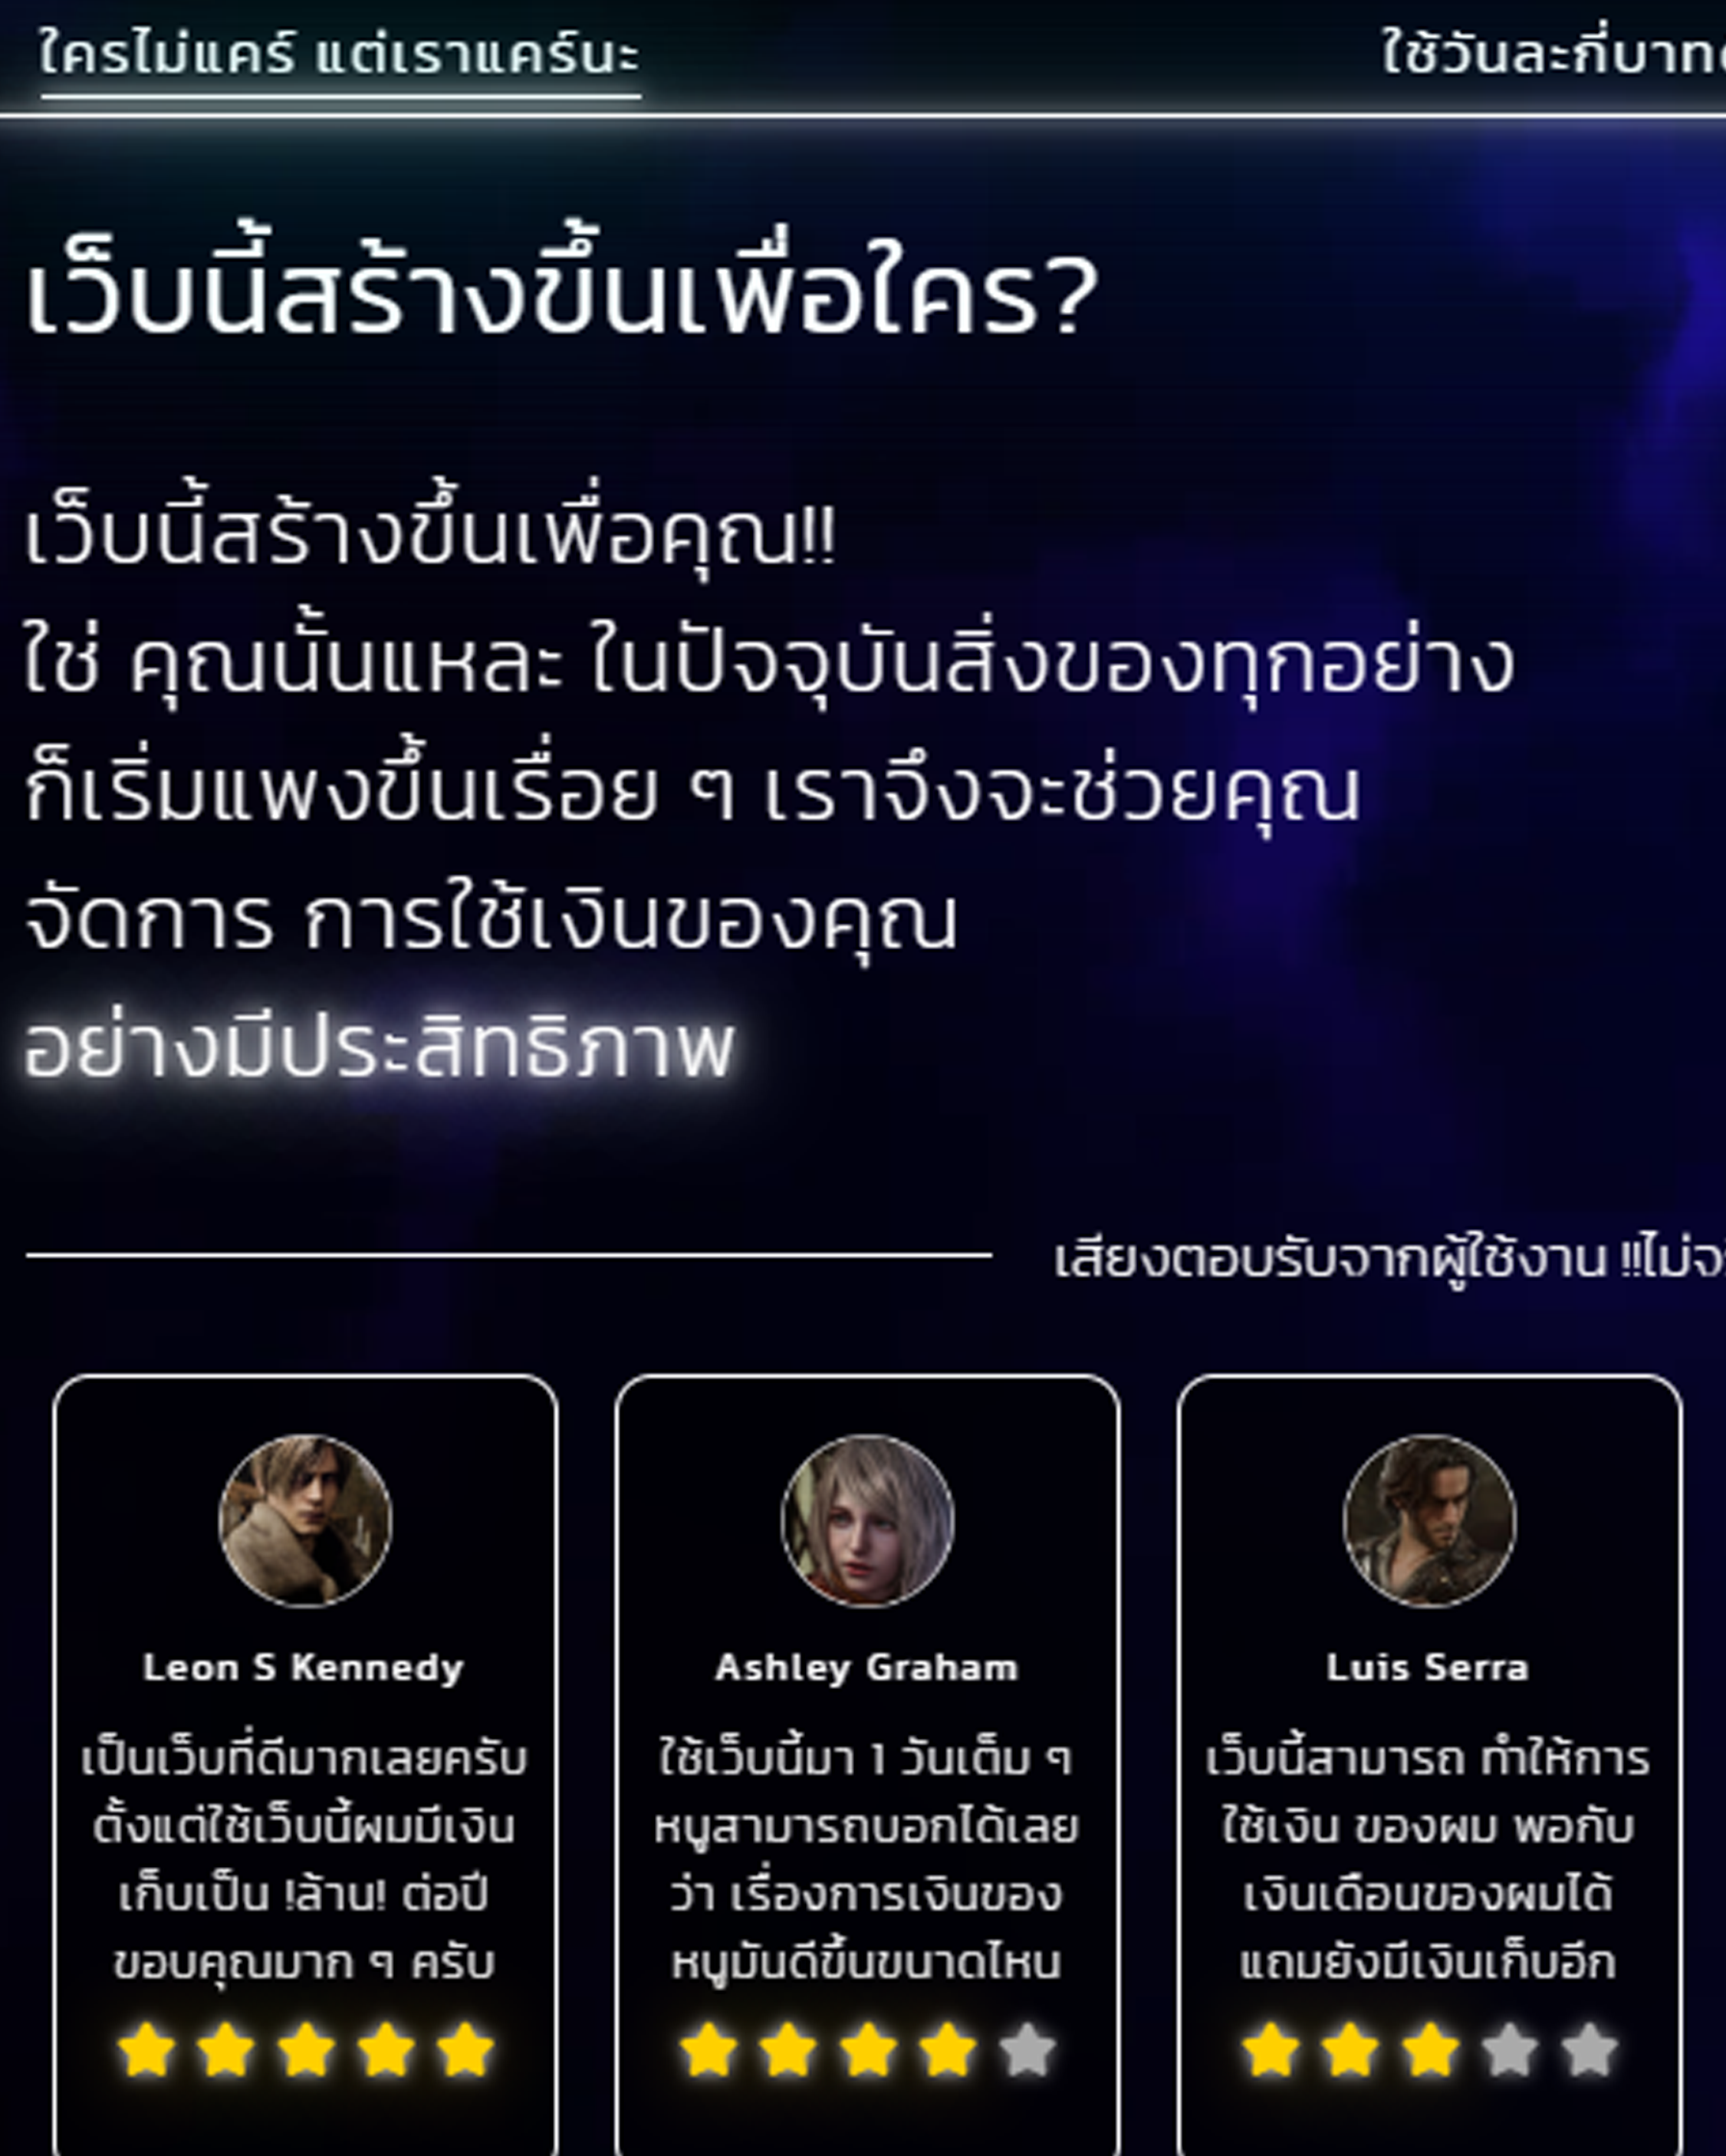 ใครไม่แคร์ แต่เราแคร์นะ
ใช้วันละกี่บาท
เว็บนี้สร้างขึ้นเพื่อใคร?
เว็บนี้สร้างขึ้นเพื่อคุณ!!
ใช่ คุณนั้นแหละ ในปัจจุบันสิ่งของทุกอย่าง
ก็เริ่มแพงขึ้นเรื่อย ๆ เราจึงจะช่วยคุณ
จัดการ การใช้เงินของคุณ
อย่างมีประสิทธิภาพ
เสียงตอบรับจากผู้ใช้งาน !!ไม่
Leon S Kennedy
เป็นเว็บที่ดีมากเลยครับ
ตั้งแต่ใช้เว็บนี้ผมมีเงิน
เก็บเป็น !ล้าน! ต่อปี
ขอบคุณมาก ๆ ครับ
Ashley Graham
ใช้เว็บนี้มา 1 วันเต็ม ๆ
หนูสามารถบอกได้เลย
ว่า เรื่องการเงินของ
หนูมันดีขึ้นขนาดไหน
Luis Serra
เว็บนี้สามารถ ทำให้การ
ใช้เงิน ของผม พอกับ
เงินเดือนของผมได้
แถมยังมีเงินเก็บอีก